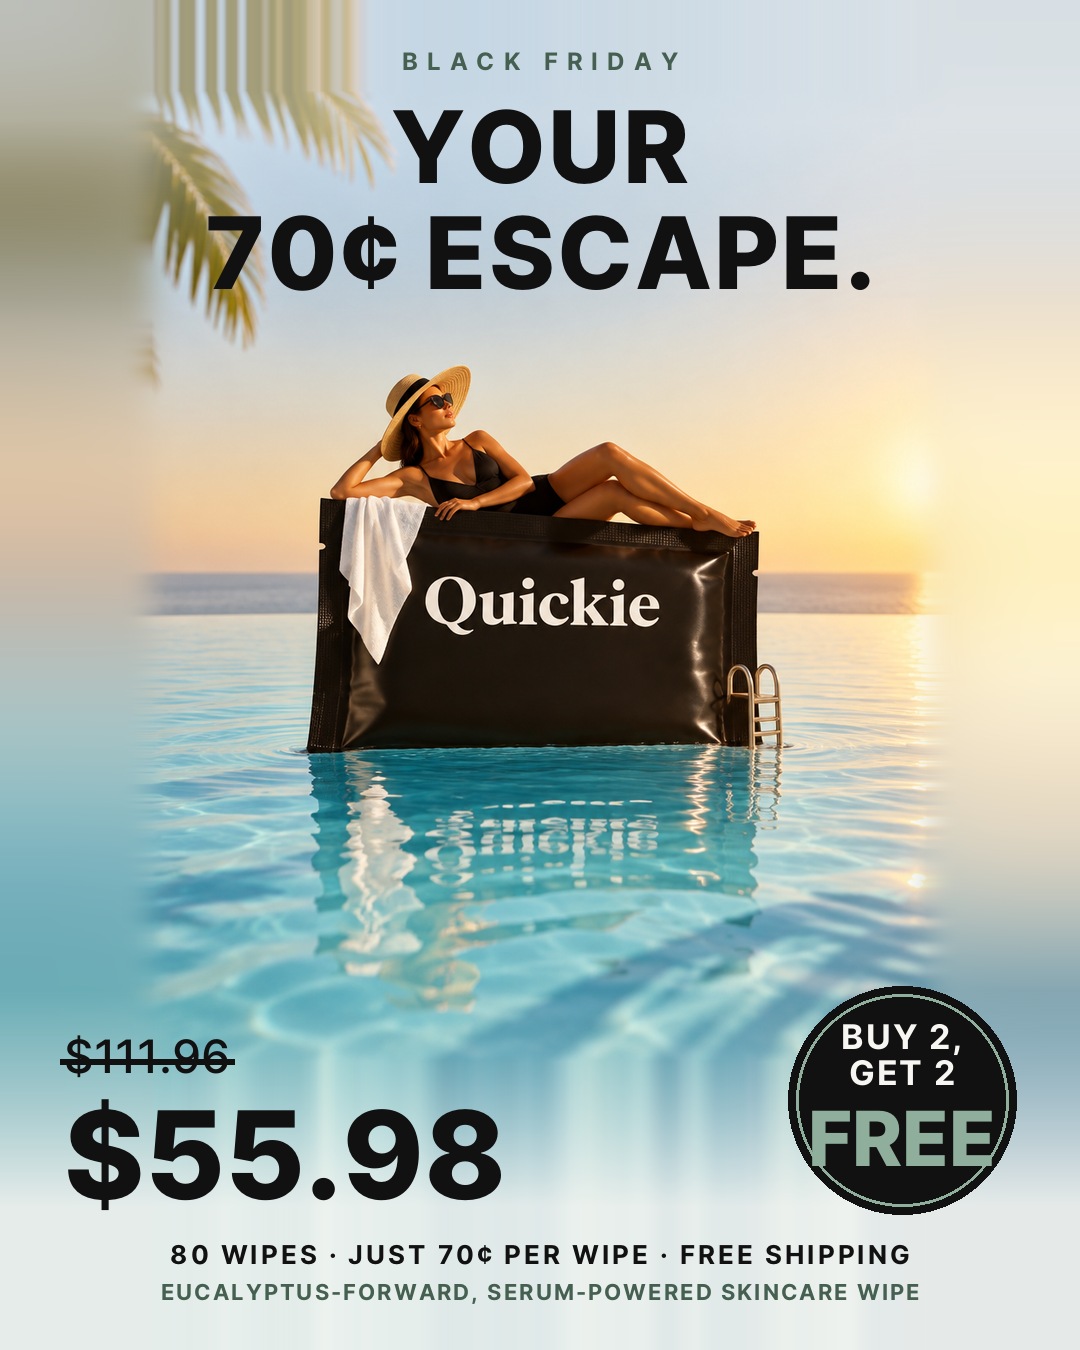 BLACK FRIDAY
YOUR
70¢ ESCAPE.
Quickie
$111.96
$55.98
BUY 2,
GET 2
FREE
80 WIPES · JUST 70¢ PER WIPE · FREE SHIPPING
EUCALYPTUS-FORWARD, SERUM-POWERED SKINCARE WIPE